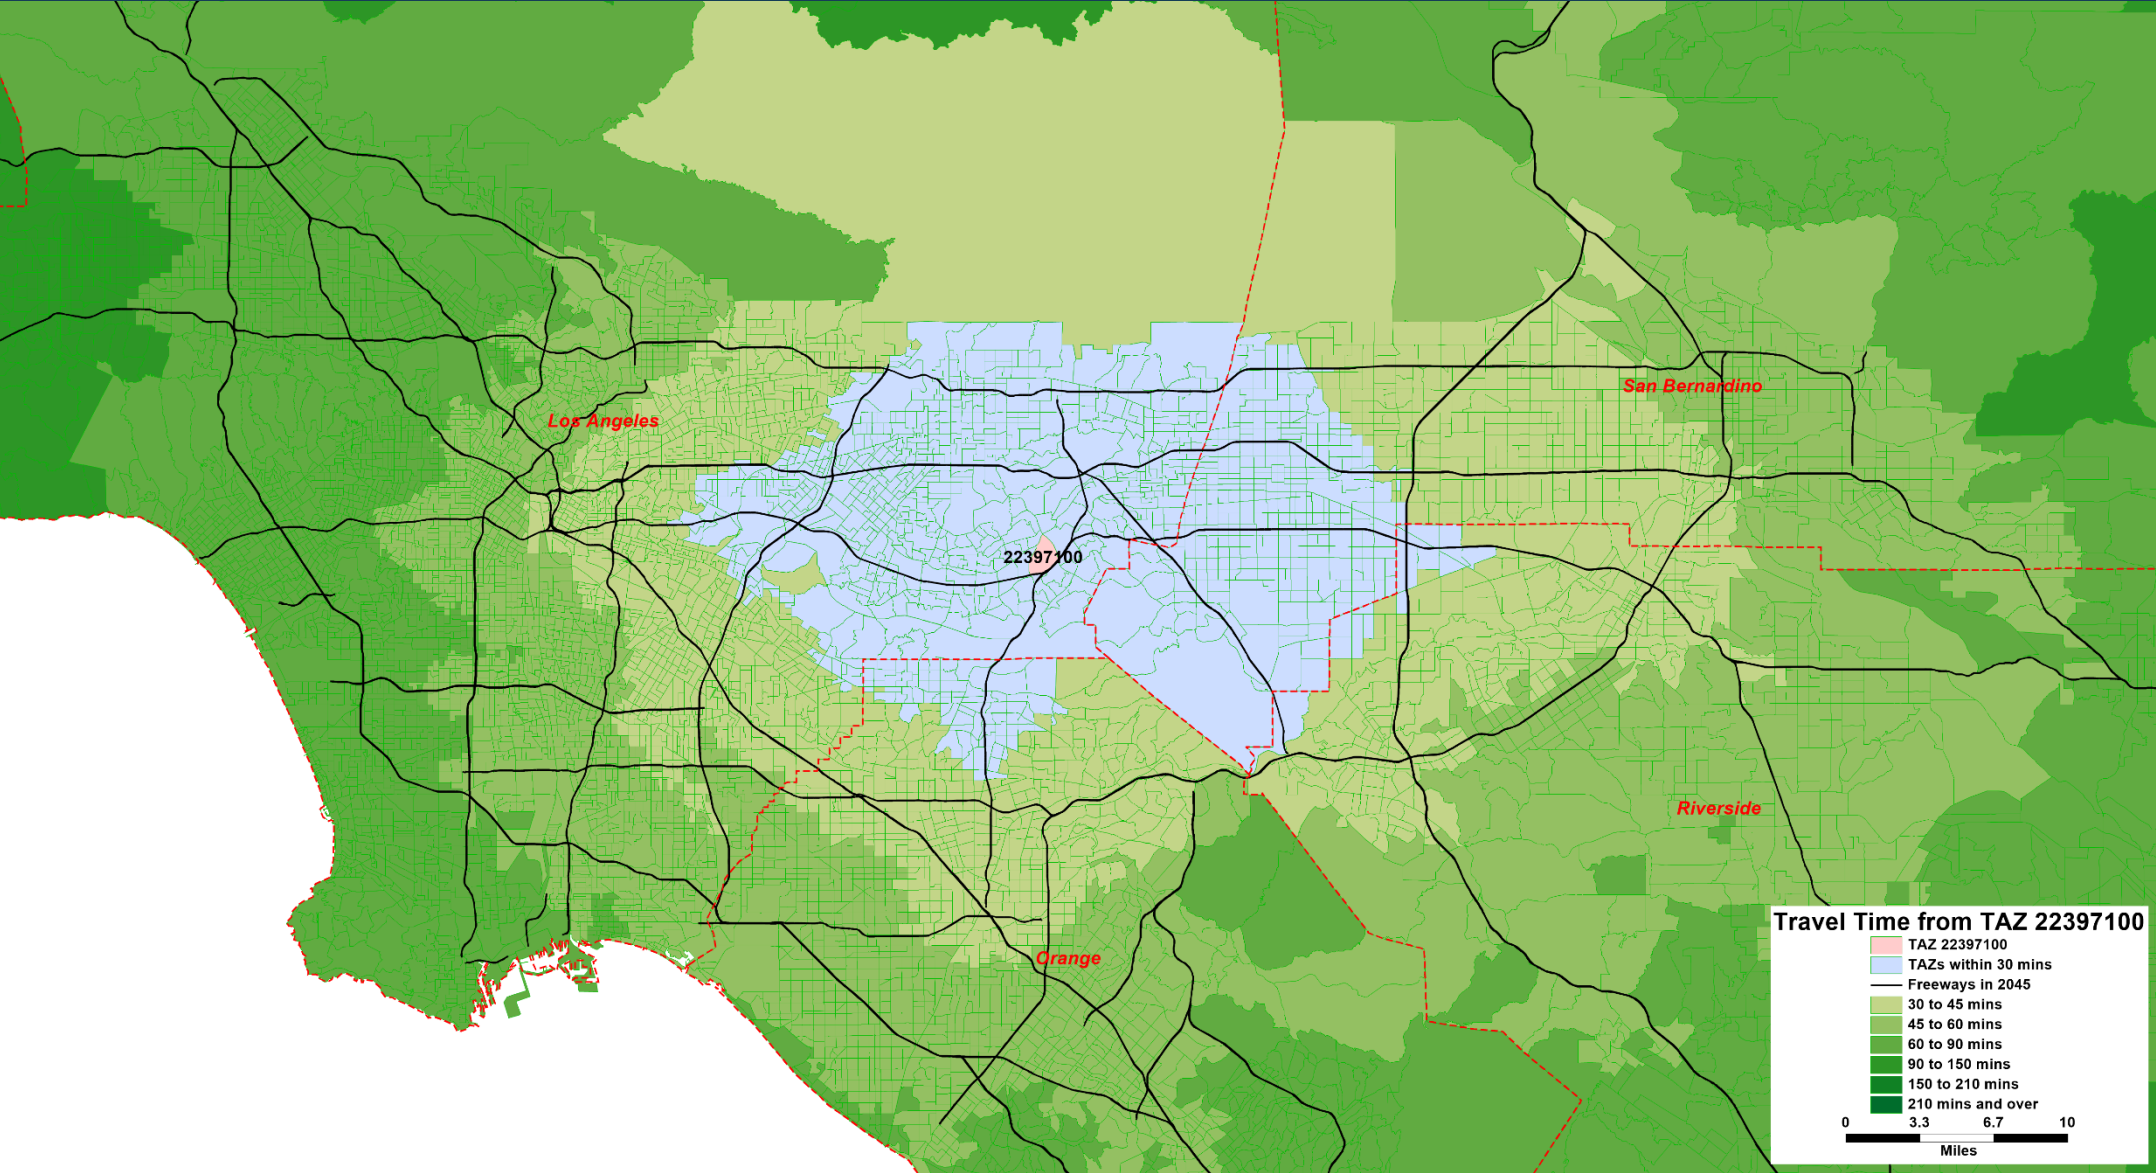 San Bernardino
Los Angeles
22397100
Riverside
Orange
Travel Time from TAZ 22397100
TAZ 22397100
TAZs within 30 mins
Freeways in 2045
30 to 45 mins
45 to 60 mins
60 to 90 mins
90 to 150 mins
150 to 210 mins
210 mins and over
0 3.3 6.7 10
Miles